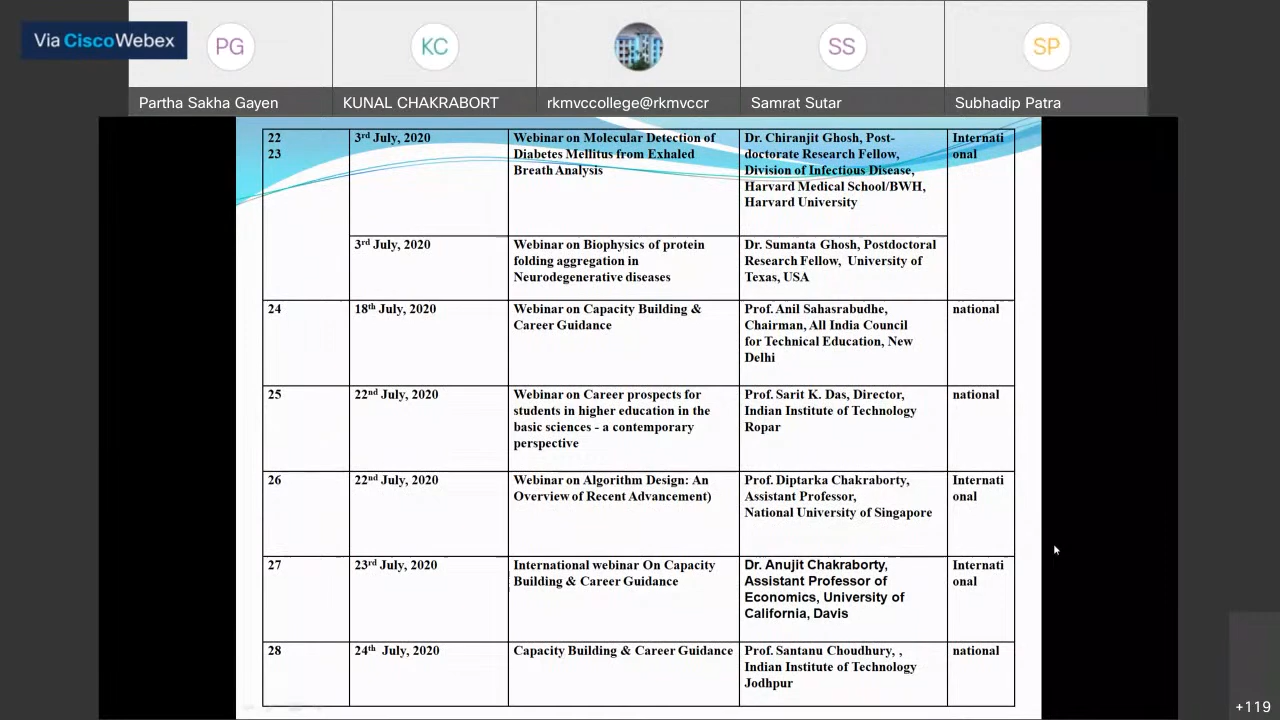 Via Cisco Webex
PG
KC
SS
SP
Partha Sakha Gayen
KUNAL CHAKRABORT
rkmvccollege@rkmvccr
Samrat Sutar
Subhadip Patra
22
23
3rd July, 2020
Webinar on Molecular Detection of
Diabetes Mellitus from Exhaled
Breath Analysis
Dr. Chiranjit Ghosh, Post-
doctorate Research Fellow,
Division of Infectious Disease,
Harvard Medical School/BWH,
Harvard University
Internati
onal
3rd July, 2020
Webinar on Biophysics of protein
folding aggregation in
Neurodegenerative diseases
Dr. Sumanta Ghosh, Postdoctoral
Research Fellow, University of
Texas, USA
24
18th July, 2020
Webinar on Capacity Building &
Career Guidance
Prof. Anil Sahasrabudhe,
Chairman, All India Council
for Technical Education, New
Delhi
national
25
22nd July, 2020
Webinar on Career prospects for
students in higher education in the
basic sciences - a contemporary
perspective
Prof. Sarit K. Das, Director,
Indian Institute of Technology
Ropar
national
26
22nd July, 2020
Webinar on Algorithm Design: An
Overview of Recent Advancement)
Prof. Diptarka Chakraborty,
Assistant Professor,
National University of Singapore
Internati
onal
27
23rd July, 2020
International webinar On Capacity
Building & Career Guidance
Dr. Anujit Chakraborty,
Assistant Professor of
Economics, University of
California, Davis
Internati
onal
28
24th July, 2020
Capacity Building & Career Guidance
Prof. Santanu Choudhury, ,
Indian Institute of Technology
Jodhpur
national
+119